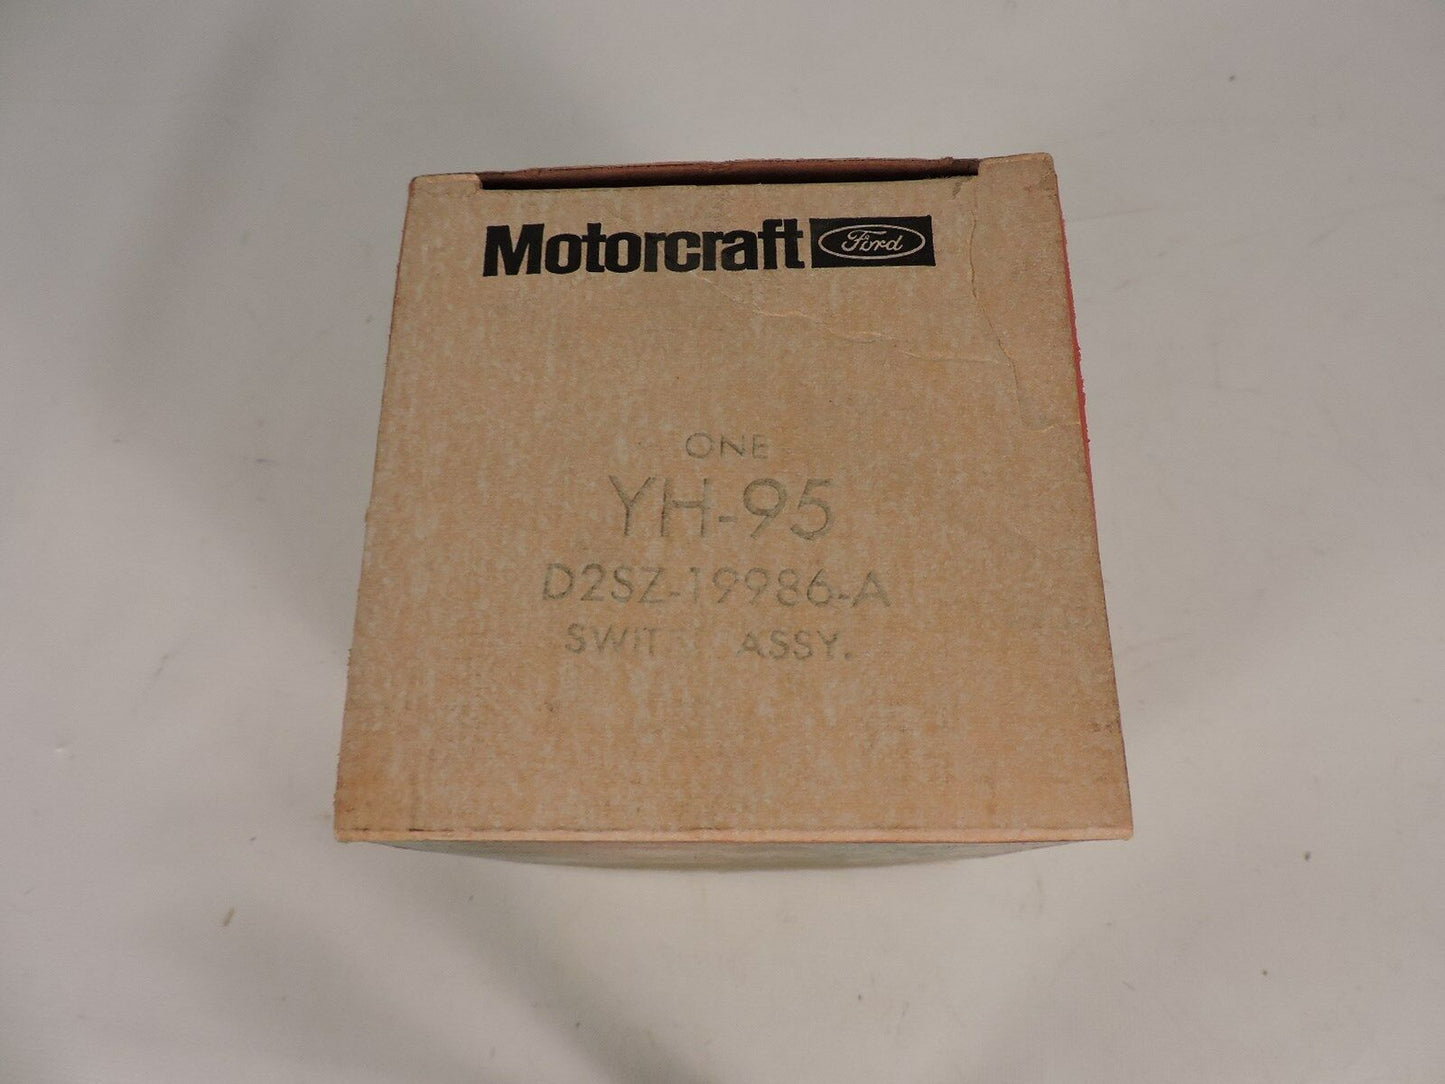 Motorcraft Ford
ONE
YH-95
D2SZ-19986-A
ASSY.